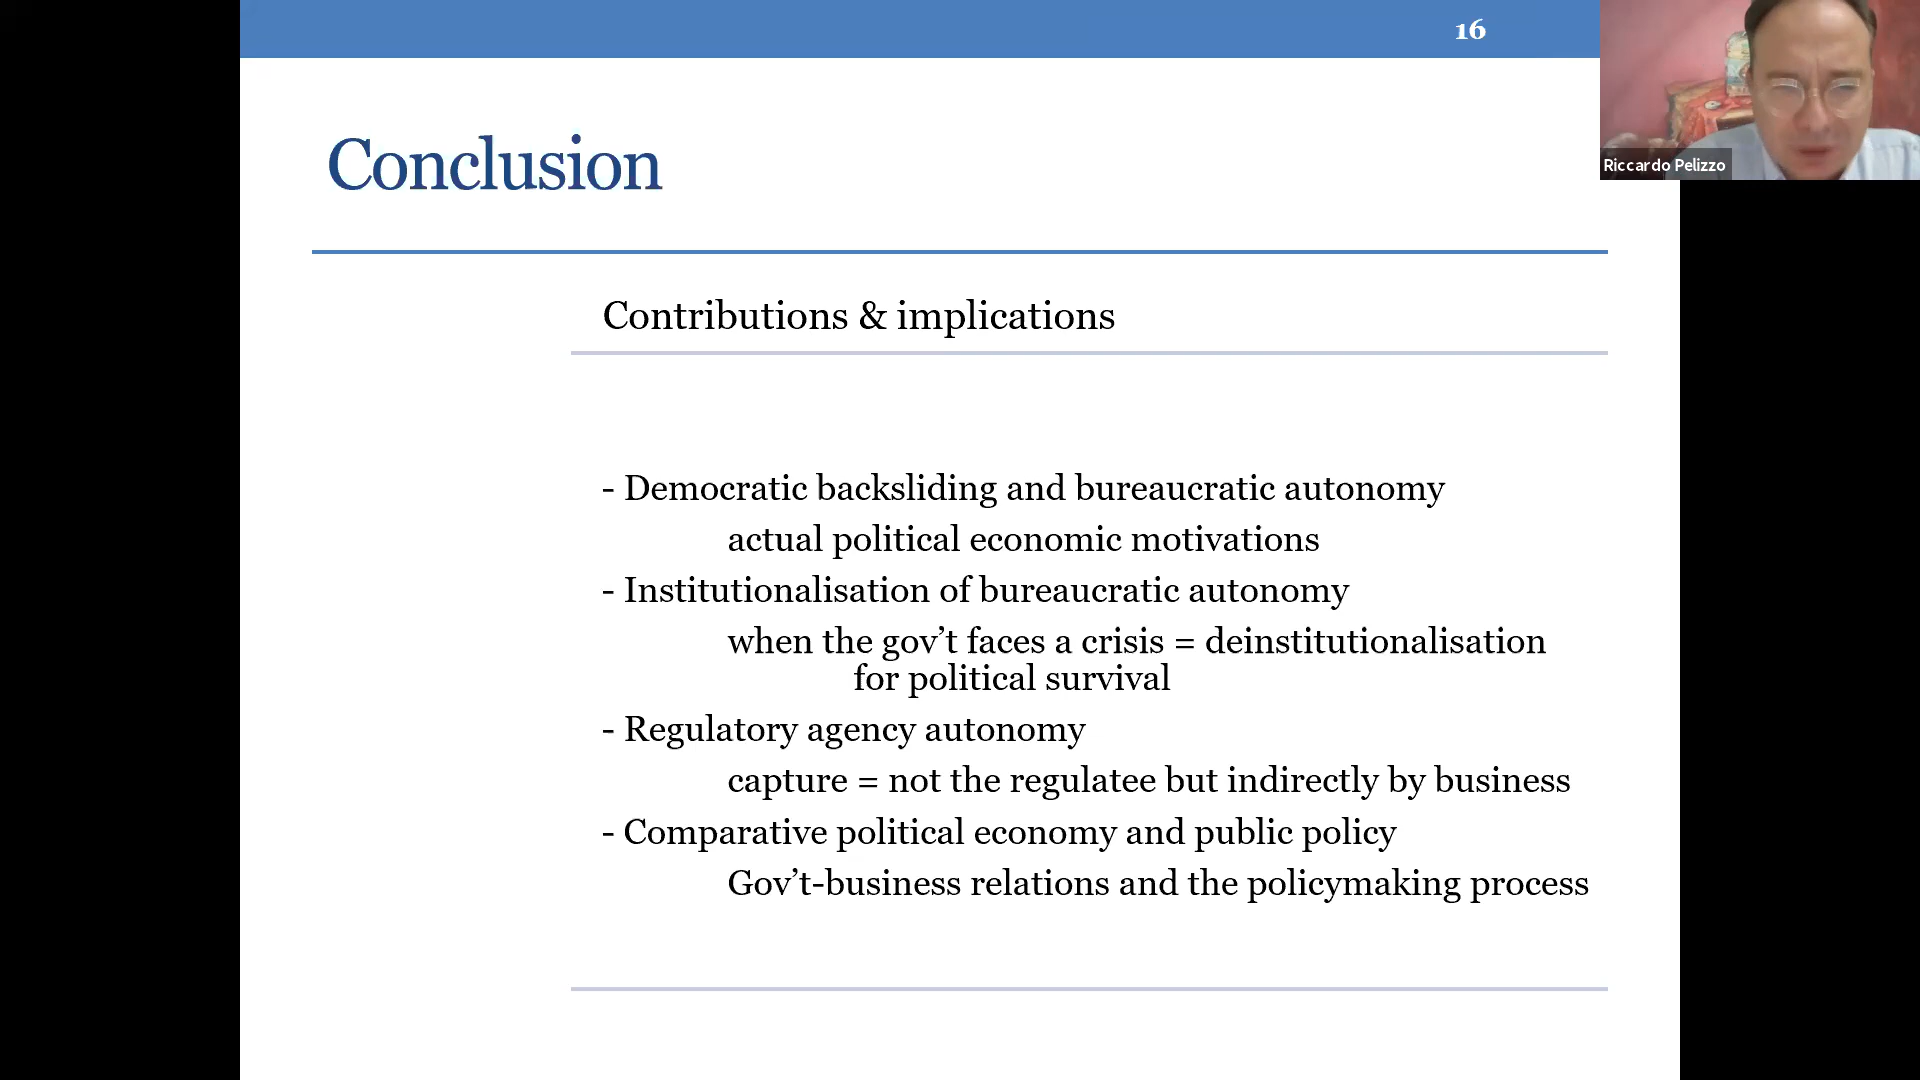 16
Riccardo Pelizzo
Conclusion
Contributions & implications
- Democratic backsliding and bureaucratic autonomy
actual political economic motivations
- Institutionalisation of bureaucratic autonomy
when the gov’t faces a crisis = deinstitutionalisation
for political survival
- Regulatory agency autonomy
capture = not the regulatee but indirectly by business
- Comparative political economy and public policy
Gov’t-business relations and the policymaking process